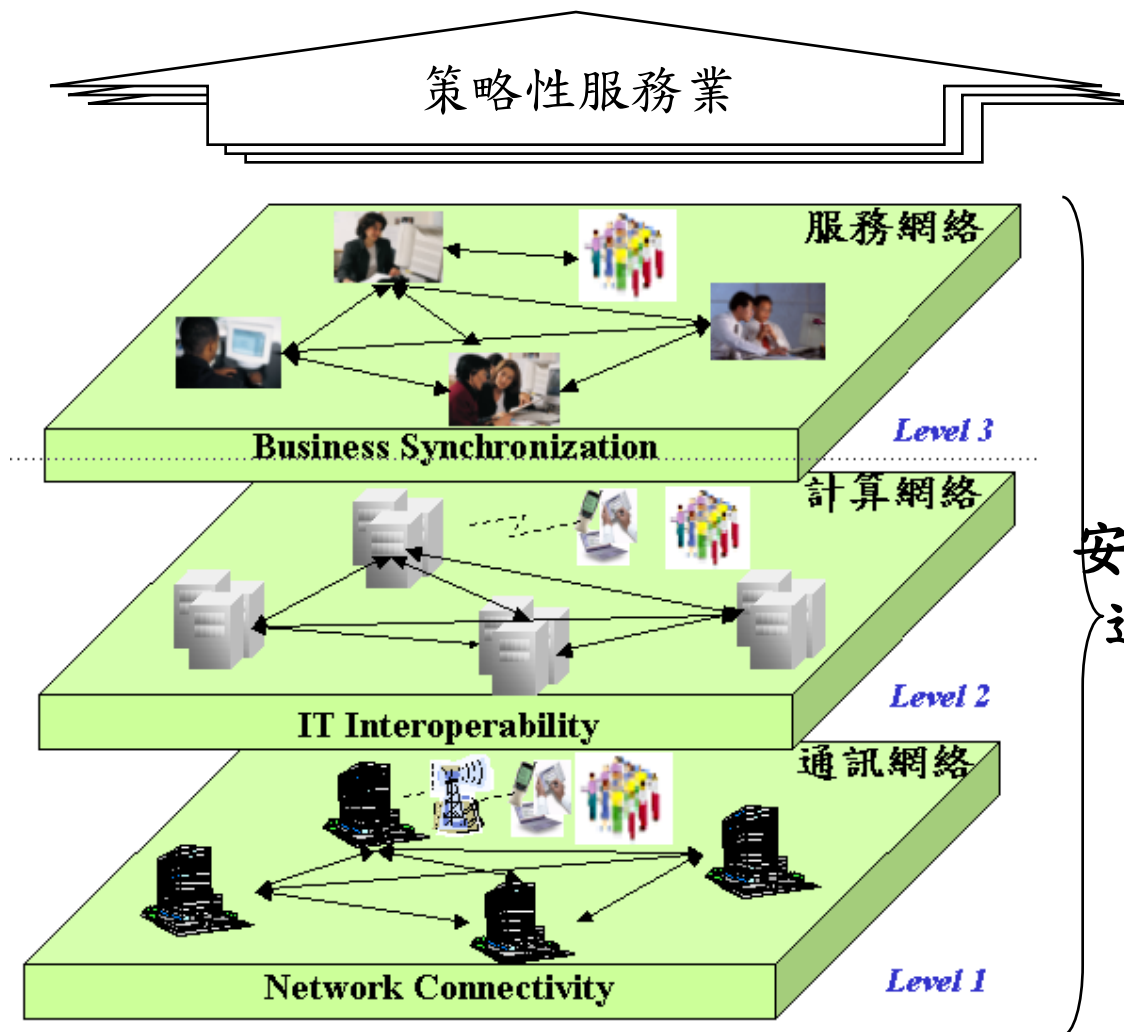 策略性服務業
服務網絡
Level 3
Business Synchronization
計算網絡
安
Level 2
IT Interoperability
通訊網絡
Level 1
Network Connectivity